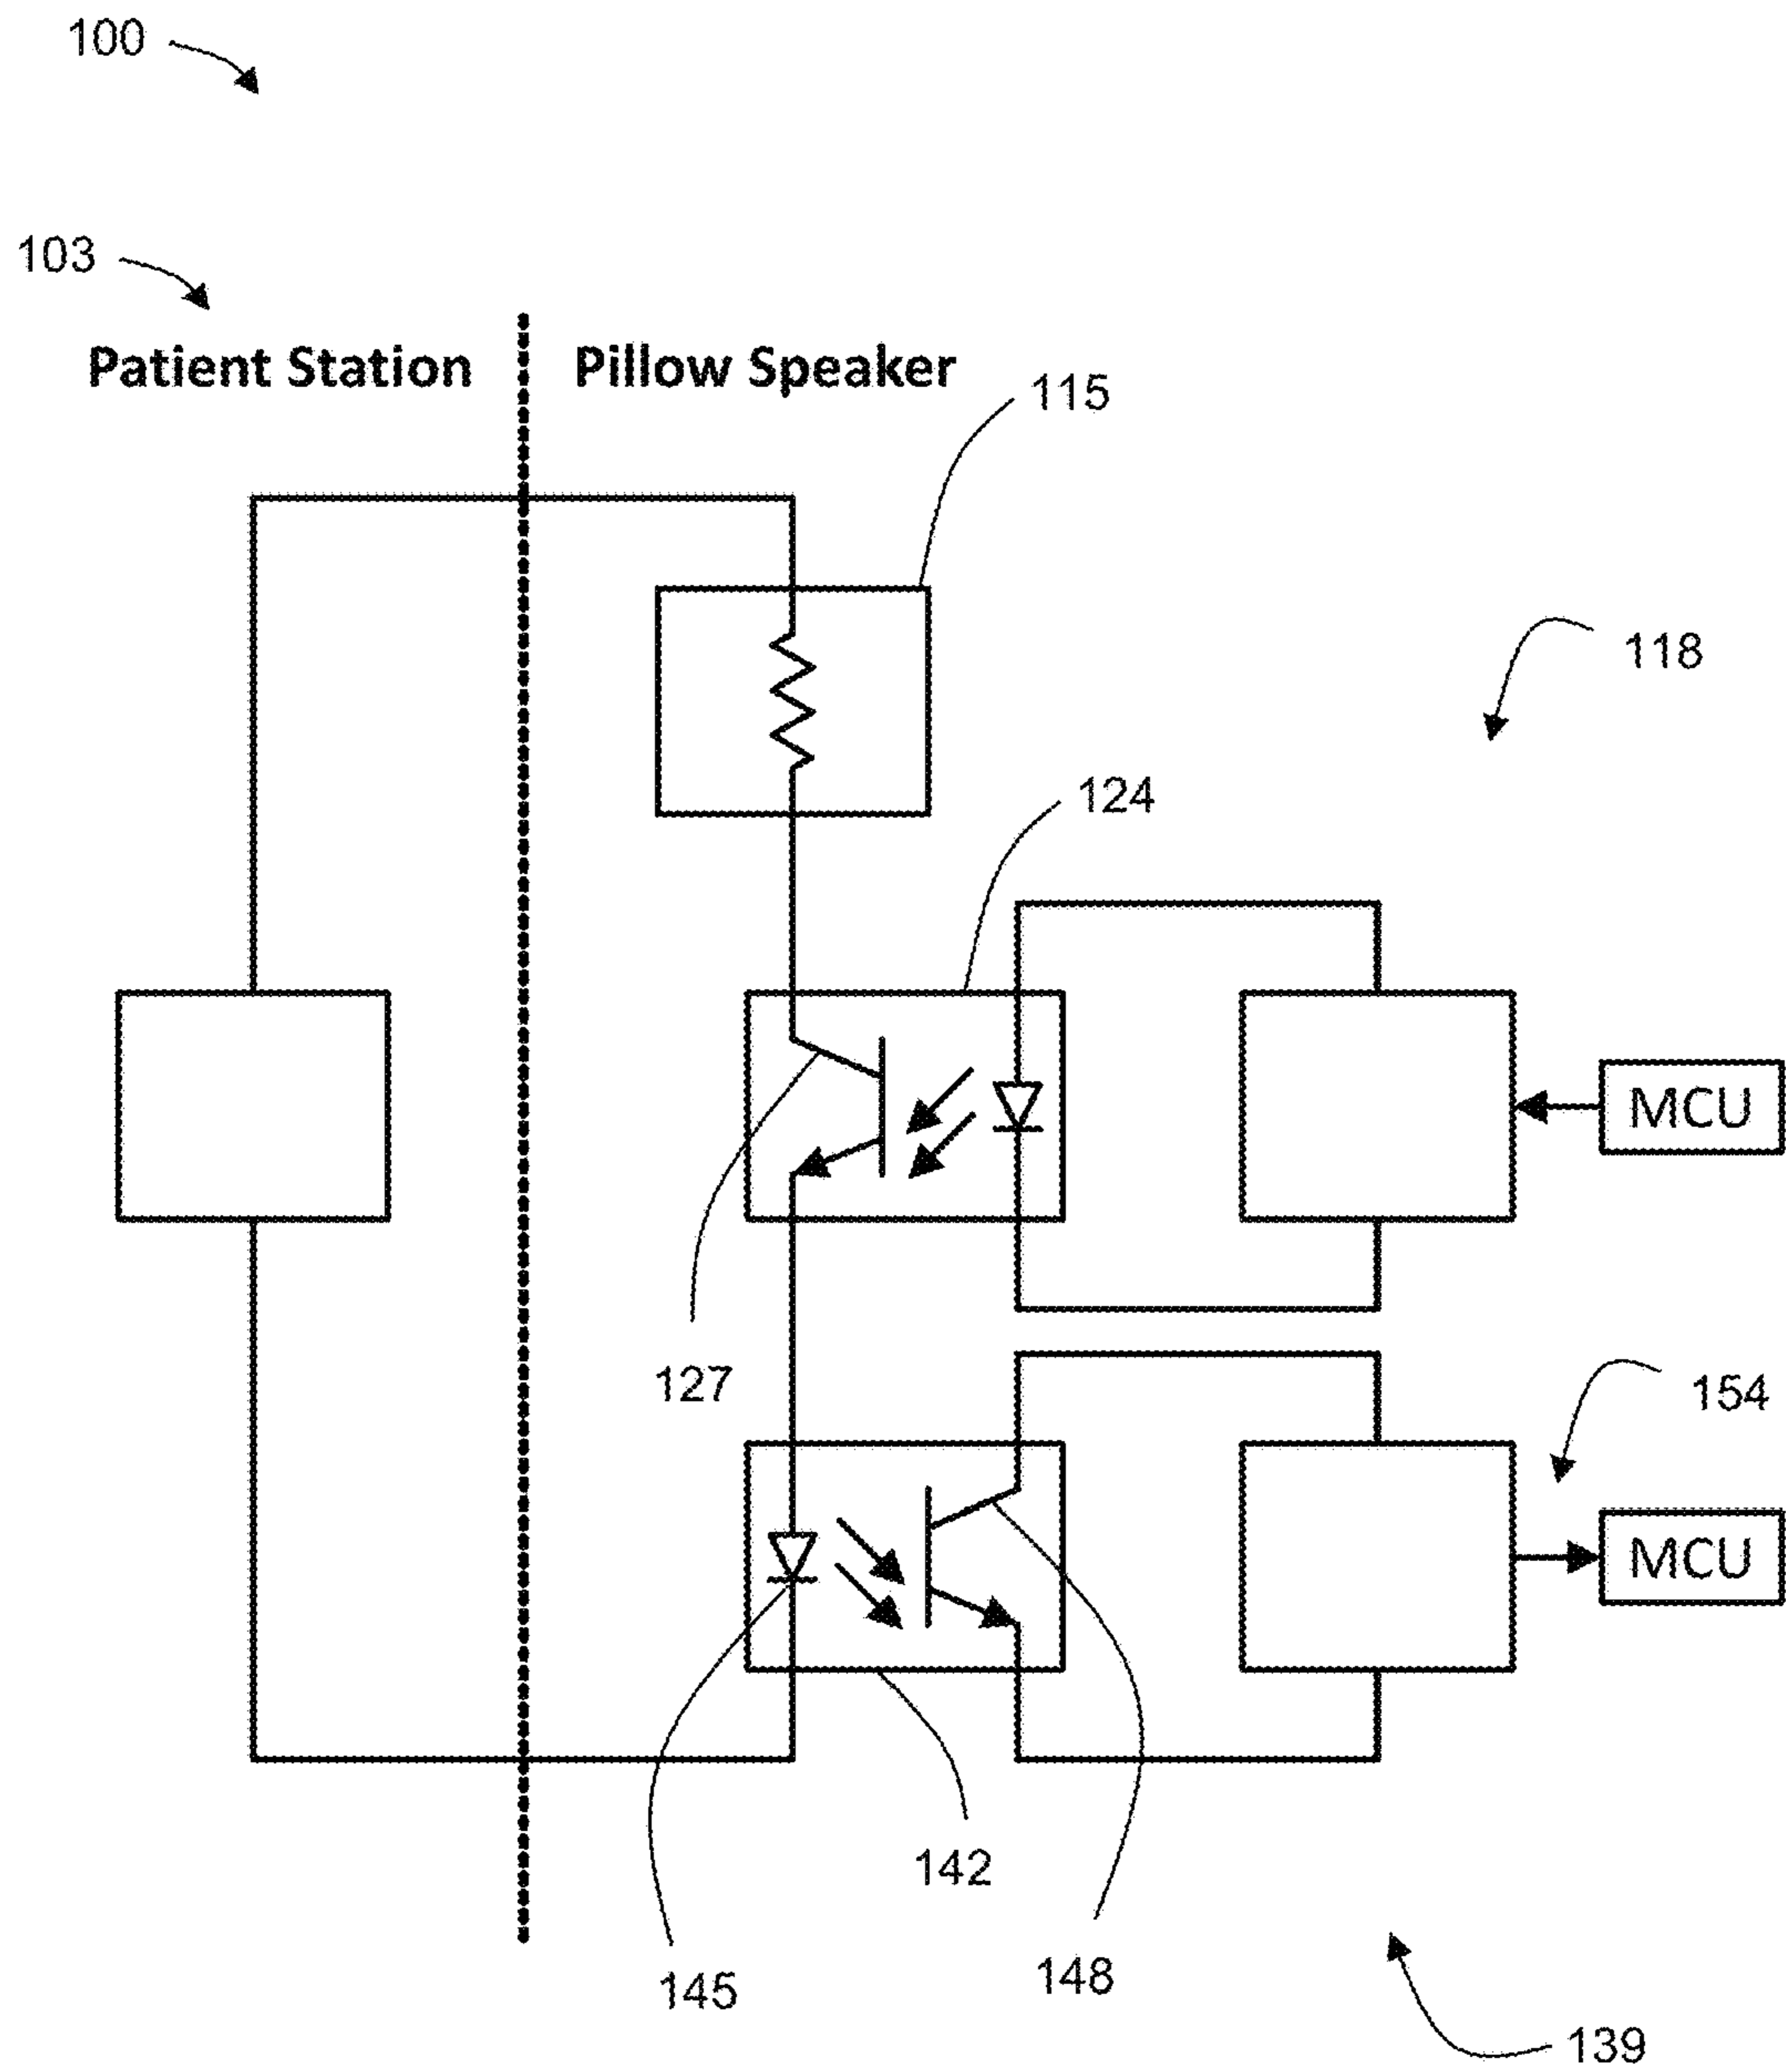 100
103
Patient Station
Pillow Speaker
115
118
124
MCU
127
154
MCU
142
145
148
139